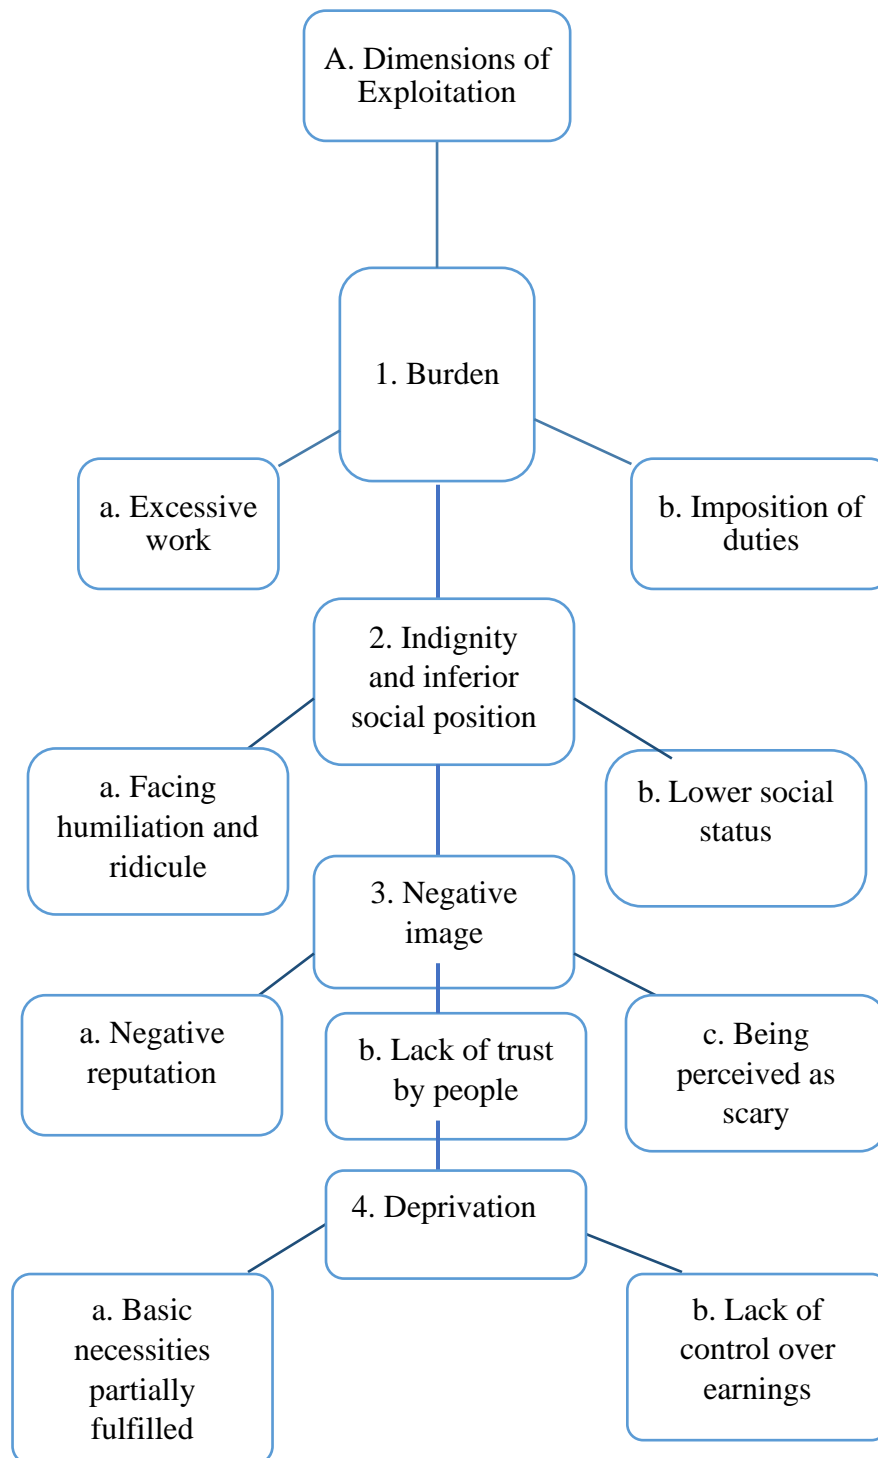 A. Dimensions of
Exploitation
1. Burden
a. Excessive
work
b. Imposition of
duties
2. Indignity
and inferior
social position
a. Facing
humiliation and
ridicule
b. Lower social
status
3. Negative
image
a. Negative
reputation
b. Lack of trust
by people
c. Being
perceived as
scary
4. Deprivation
a. Basic
necessities
partially
fulfilled
b. Lack of
control over
earnings